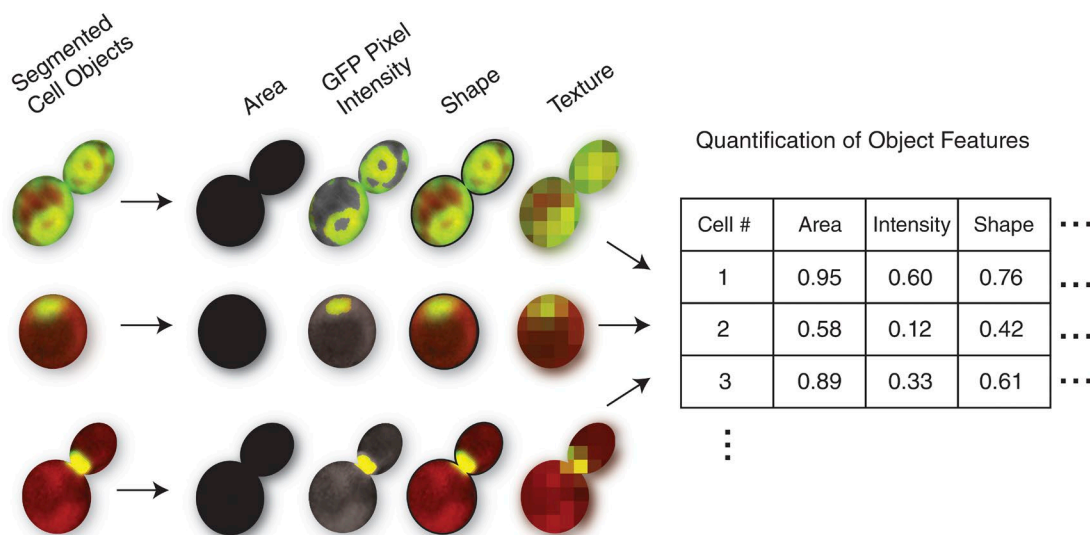 Segmented
Cell Objects
Area
GFP Pixel
Intensity
Shape
Texture
Quantification of Object Features
Cell # Area Intensity Shape ...
1 0.95 0.60 0.76 ...
2 0.58 0.12 0.42 ...
3 0.89 0.33 0.61 ...
⋮